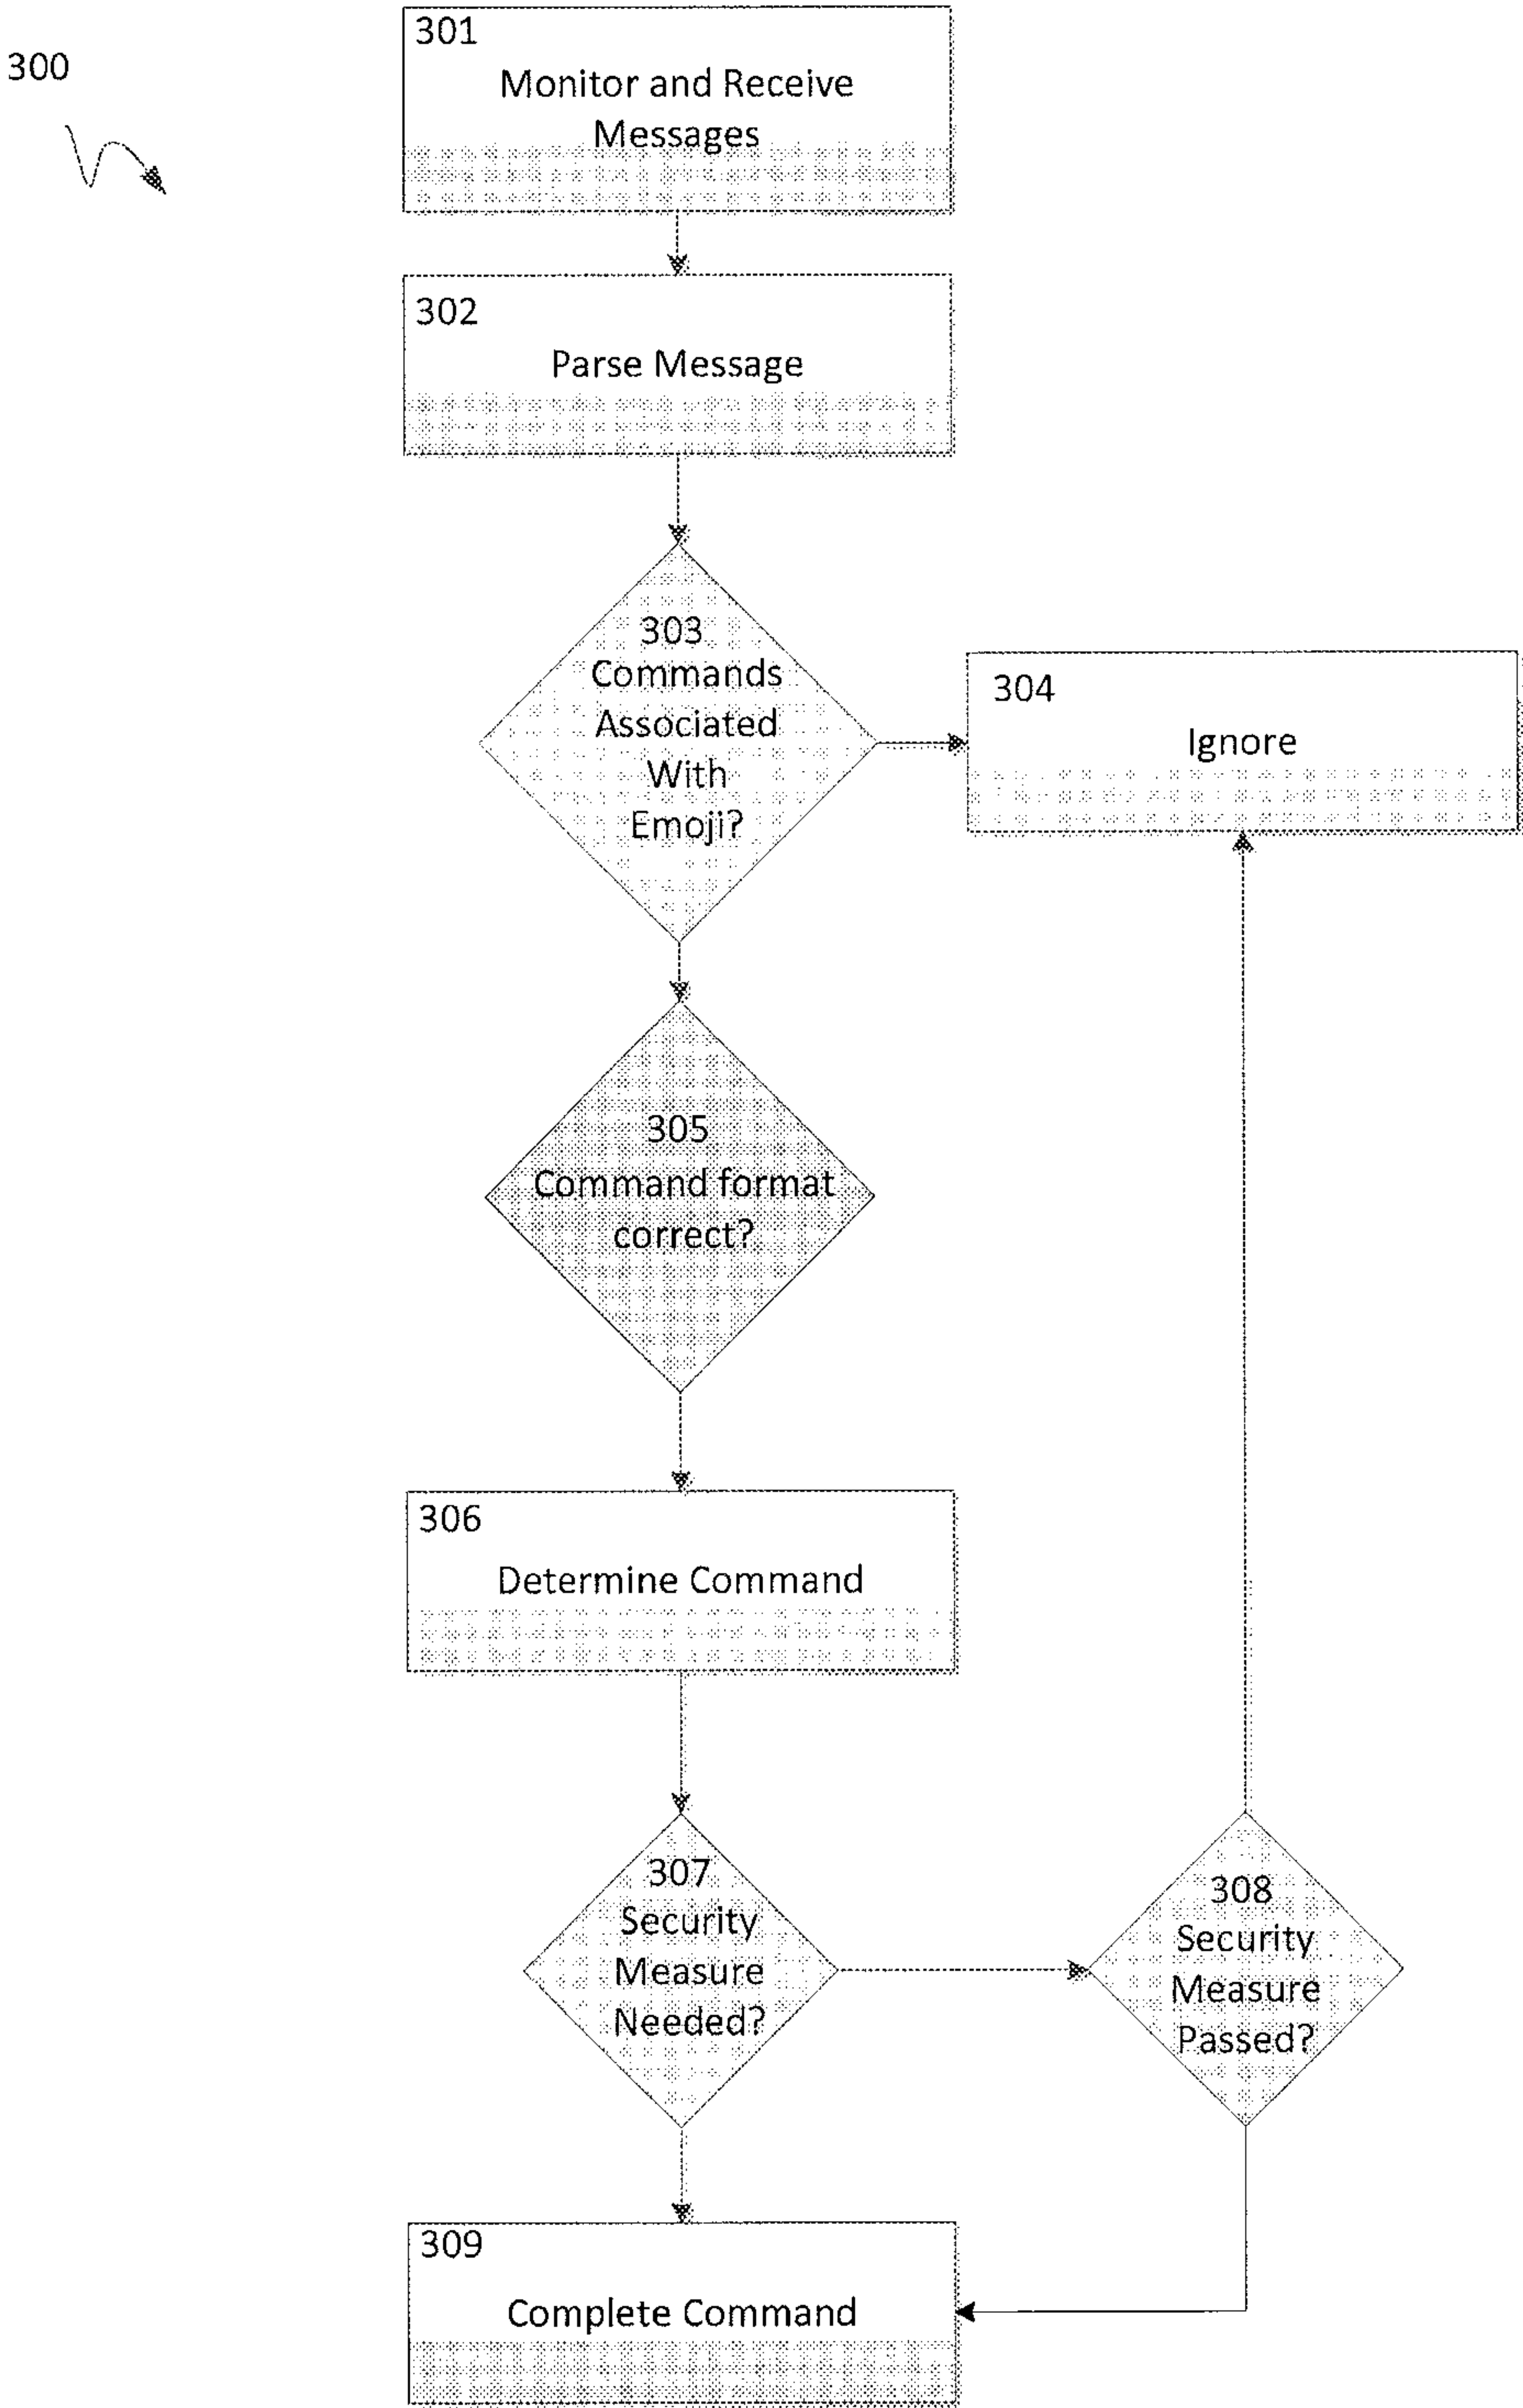 300
301
Monitor and Receive
Messages
302
Parse Message
303
Commands
Associated
With
Emoji?
304
Ignore
305
Command format
correct?
306
Determine Command
307
Security
Measure
Needed?
308
Security
Measure
Passed?
309
Complete Command